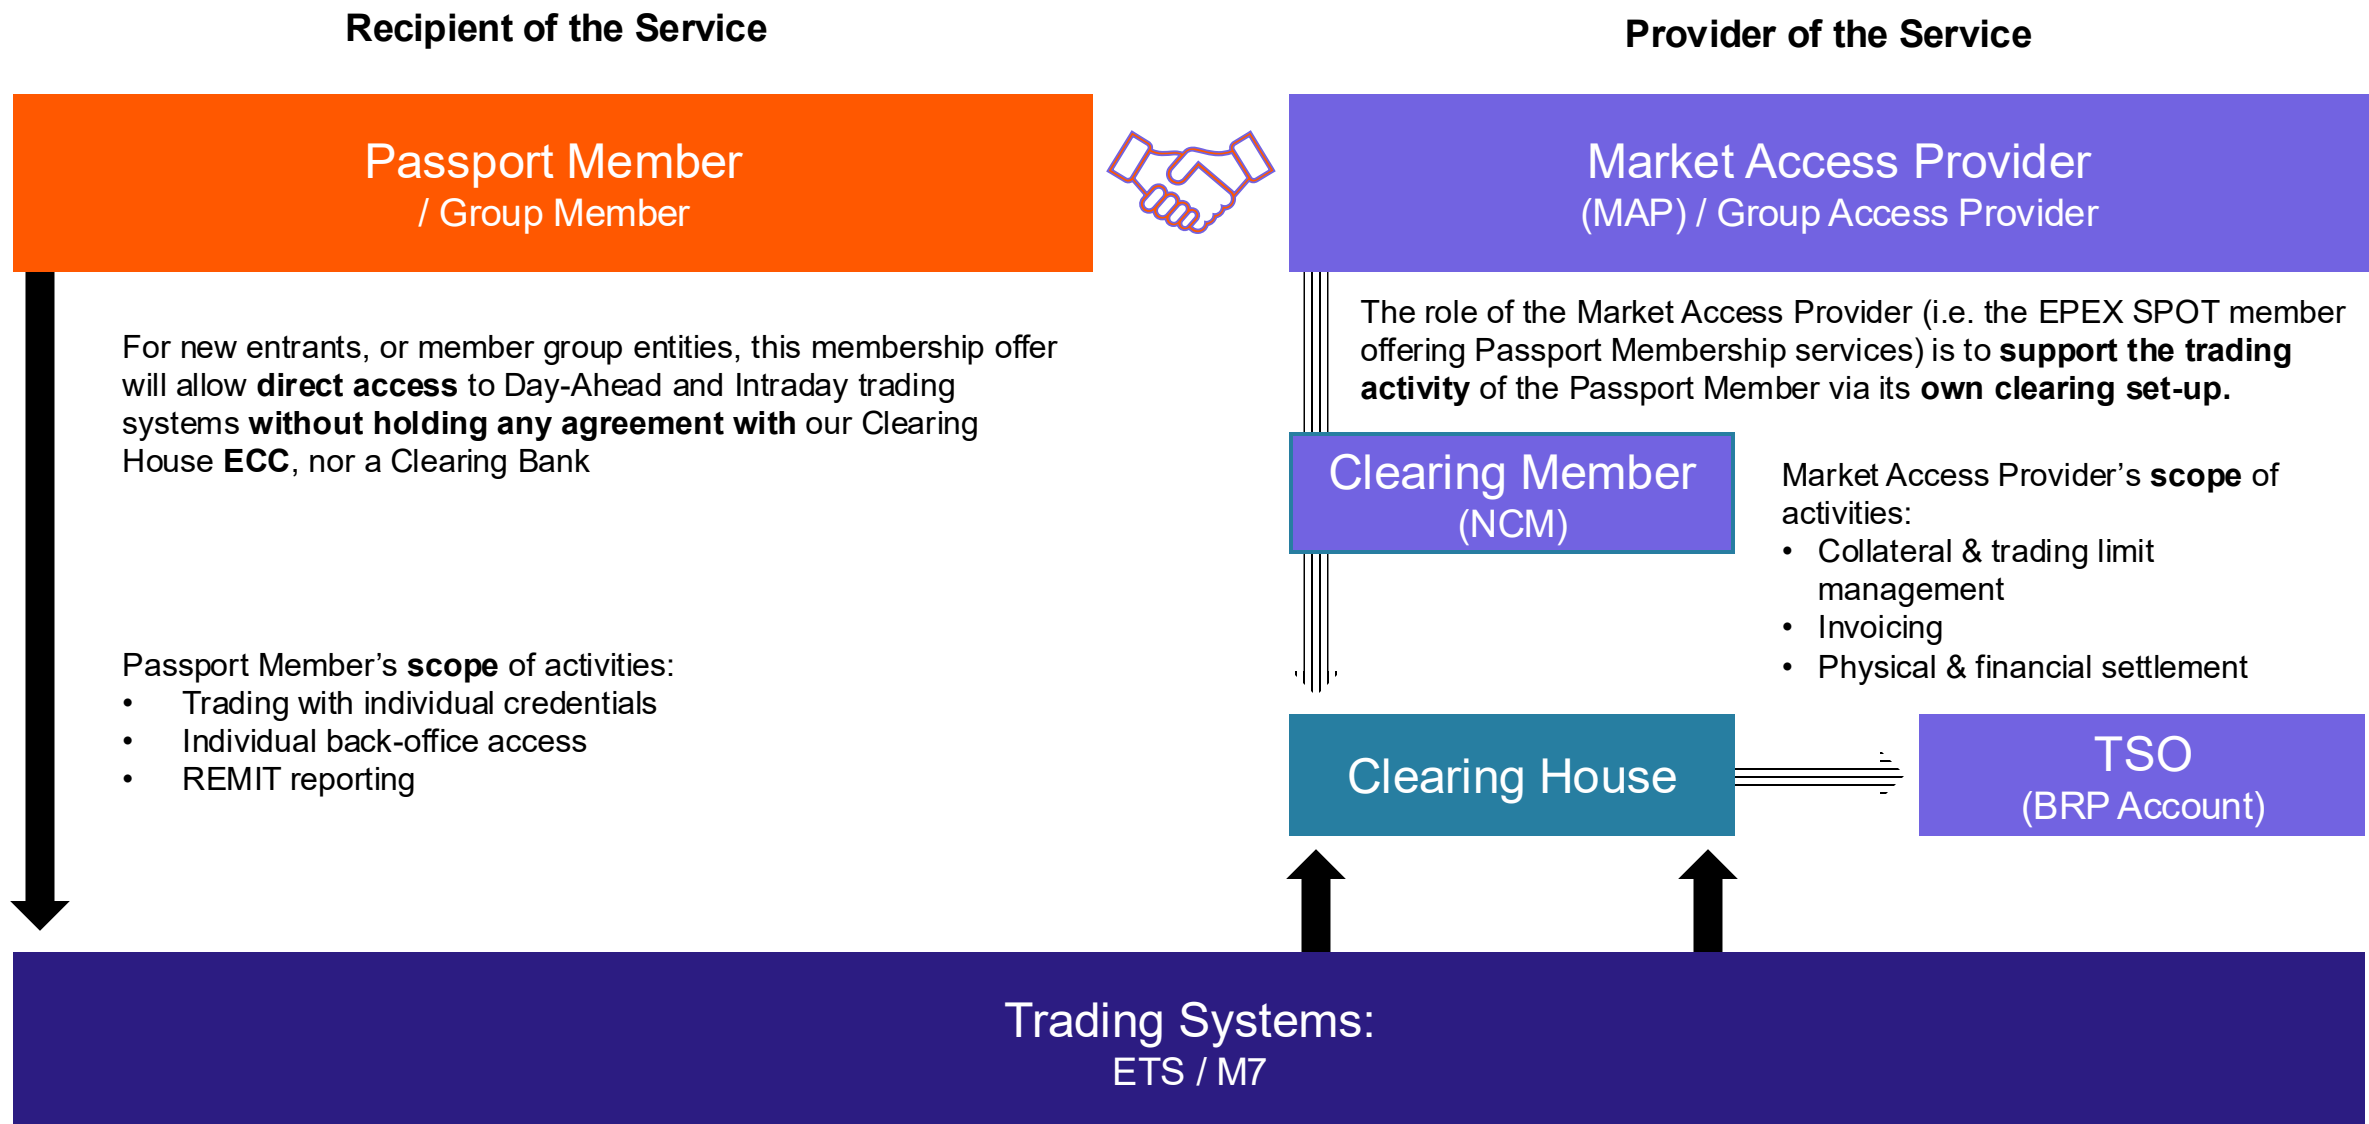 Recipient of the Service
Provider of the Service
Passport Member
/ Group Member
Market Access Provider
(MAP) / Group Access Provider
For new entrants, or member group entities, this membership offer
will allow direct access to Day-Ahead and Intraday trading
systems without holding any agreement with our Clearing
House ECC, nor a Clearing Bank
Passport Member’s scope of activities:
• Trading with individual credentials
• Individual back-office access
• REMIT reporting
The role of the Market Access Provider (i.e. the EPEX SPOT member
offering Passport Membership services) is to support the trading
activity of the Passport Member via its own clearing set-up.
Clearing Member
(NCM)
Market Access Provider’s scope of
activities:
• Collateral & trading limit
management
• Invoicing
• Physical & financial settlement
Clearing House
TSO
(BRP Account)
Trading Systems:
ETS / M7